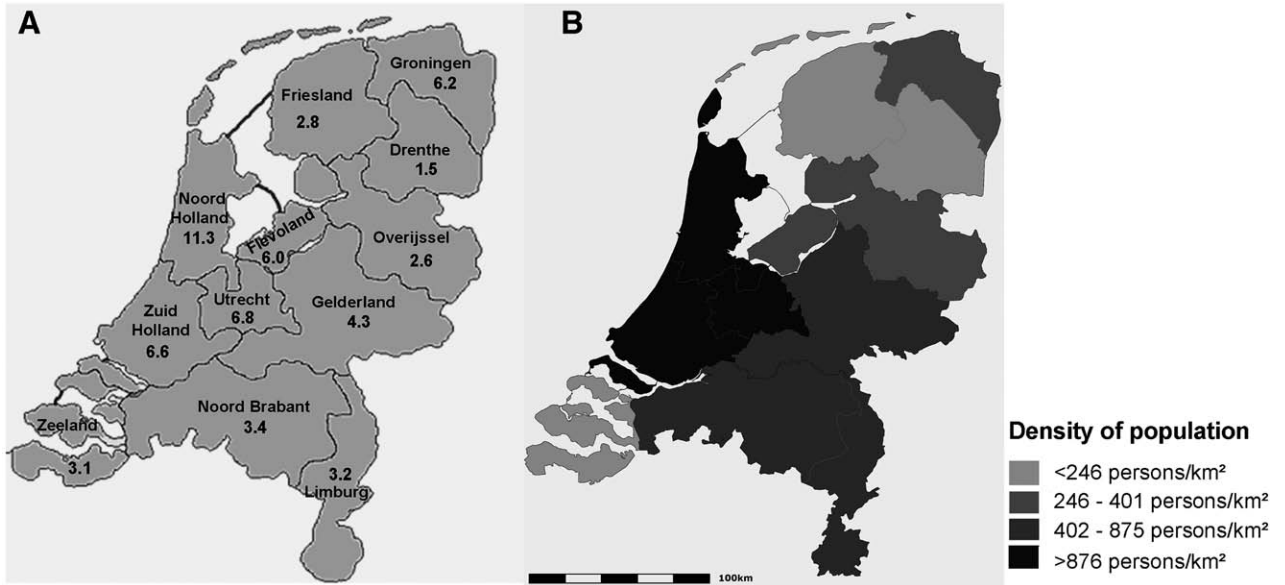 A
Groningen
6.2
Friesland
2.8
Drenthe
1.5
Noord
Holland
11.3
Flevoland
6.0
Overijssel
2.6
Utrecht
6.8
Gelderland
4.3
Zuid
Holland
6.6
Noord Brabant
3.4
Zeeland
3.1
3.2
Limburg
B
100km
Density of population
<246 persons/km²
246 - 401 persons/km²
402 - 875 persons/km²
>876 persons/km²